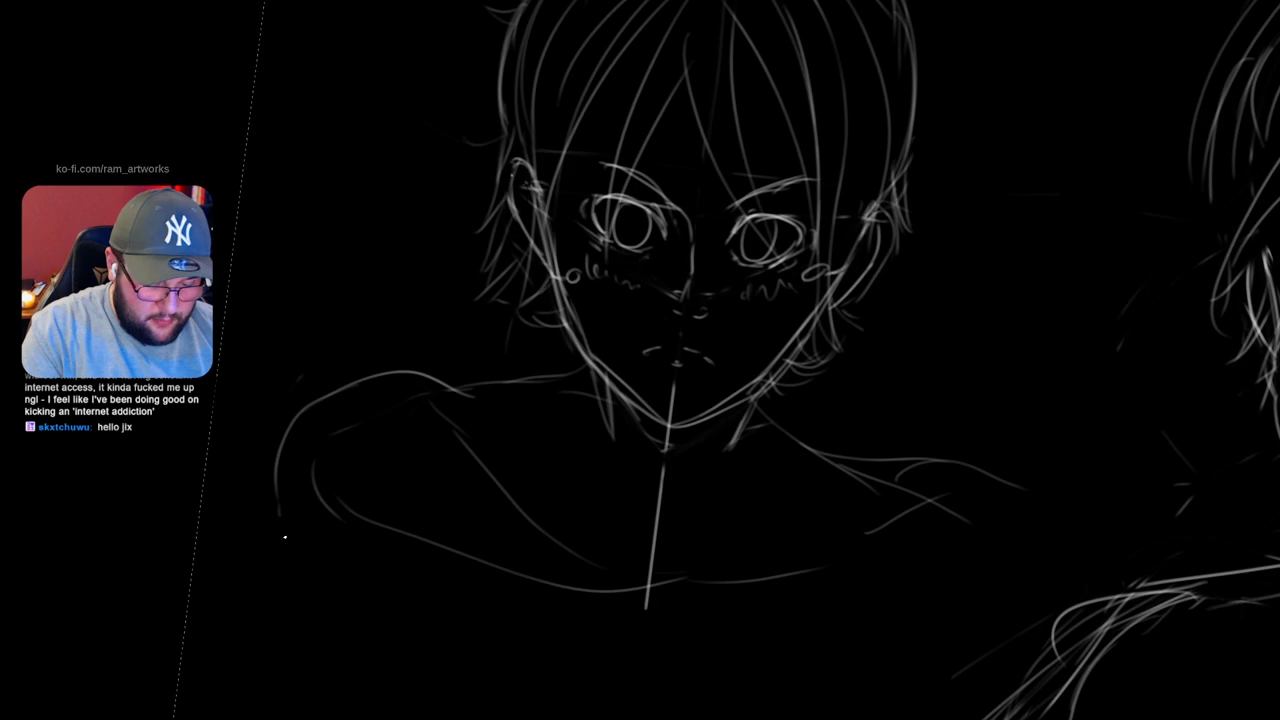 ko-fi.com/ram_artworks
NY
internet access, it kinda fucked me up
ngl - I feel like I've been doing good on
kicking an 'internet addiction'
skxtchuwu: hello jix